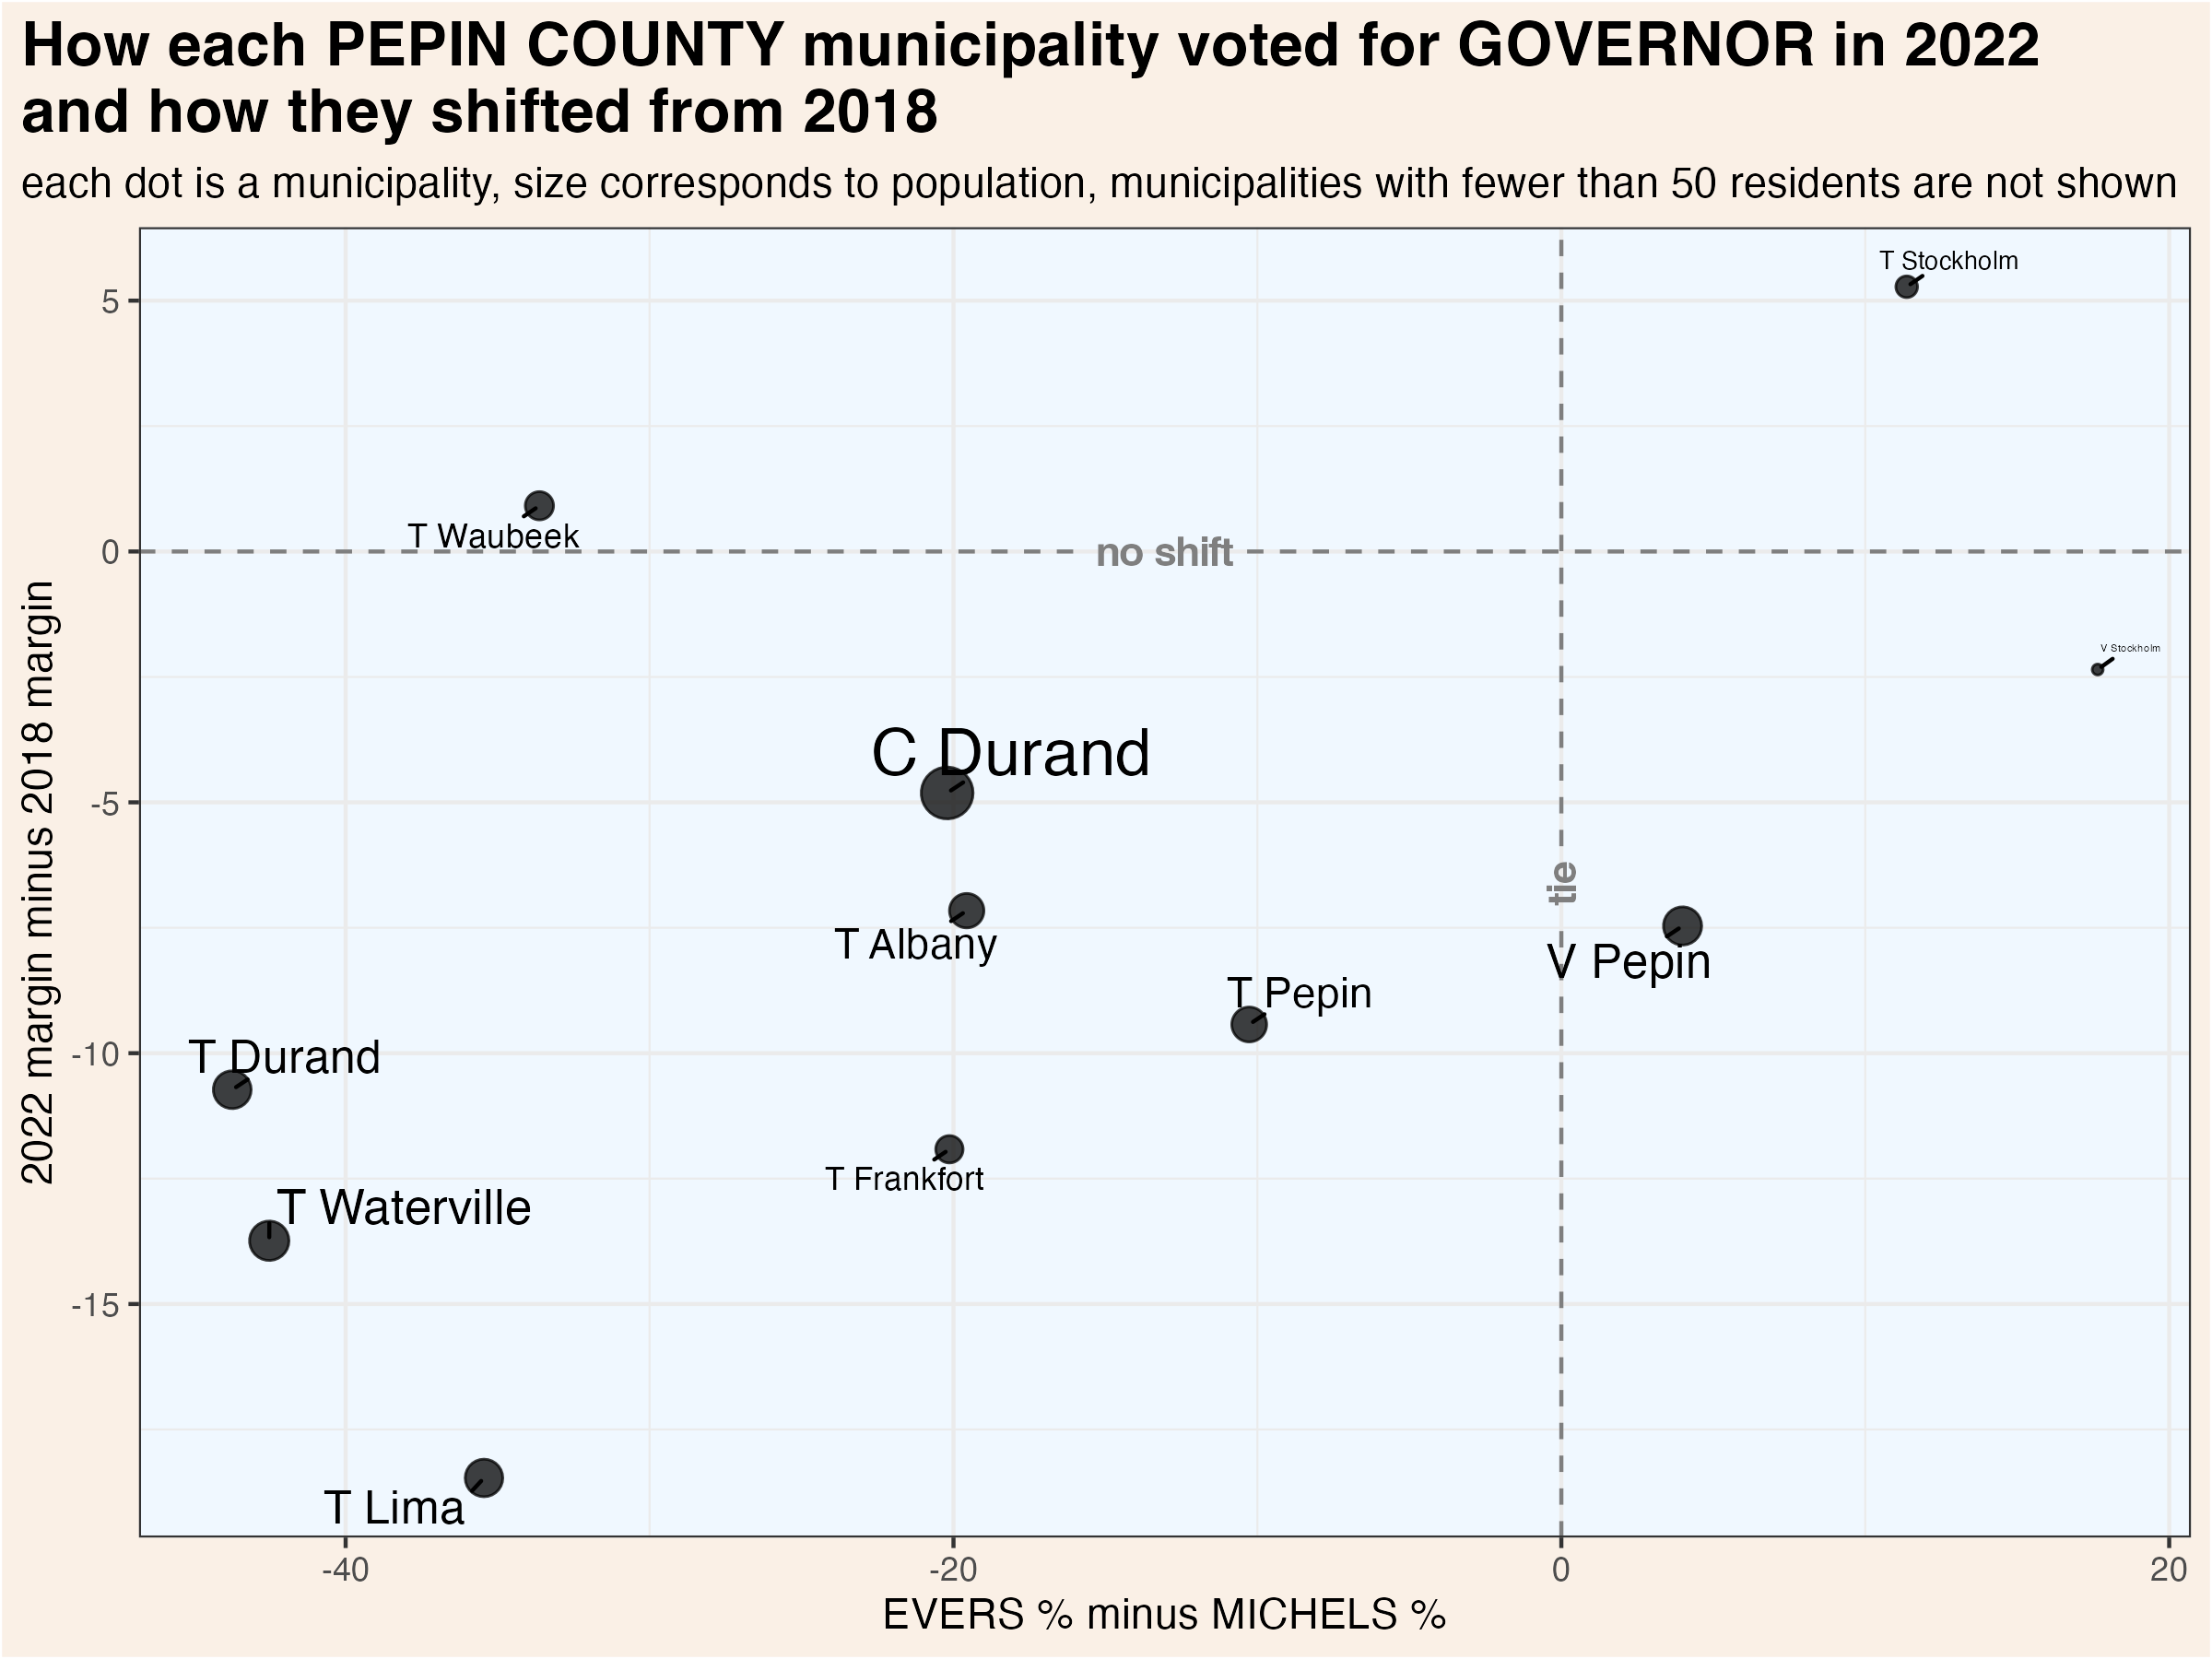 How each PEPIN COUNTY municipality voted for GOVERNOR in 2022
and how they shifted from 2018
each dot is a municipality, size corresponds to population, municipalities with fewer than 50 residents are not shown
T Stockholm
5
T Waubeek
0
no shift
V Stockholm
C Durand
-5
tie
T Albany
V Pepin
T Pepin
T Durand
-10
T Frankfort
T Waterville
-15
T Lima
2022 margin minus 2018 margin
-40
-20
0
20
EVERS % minus MICHELS %